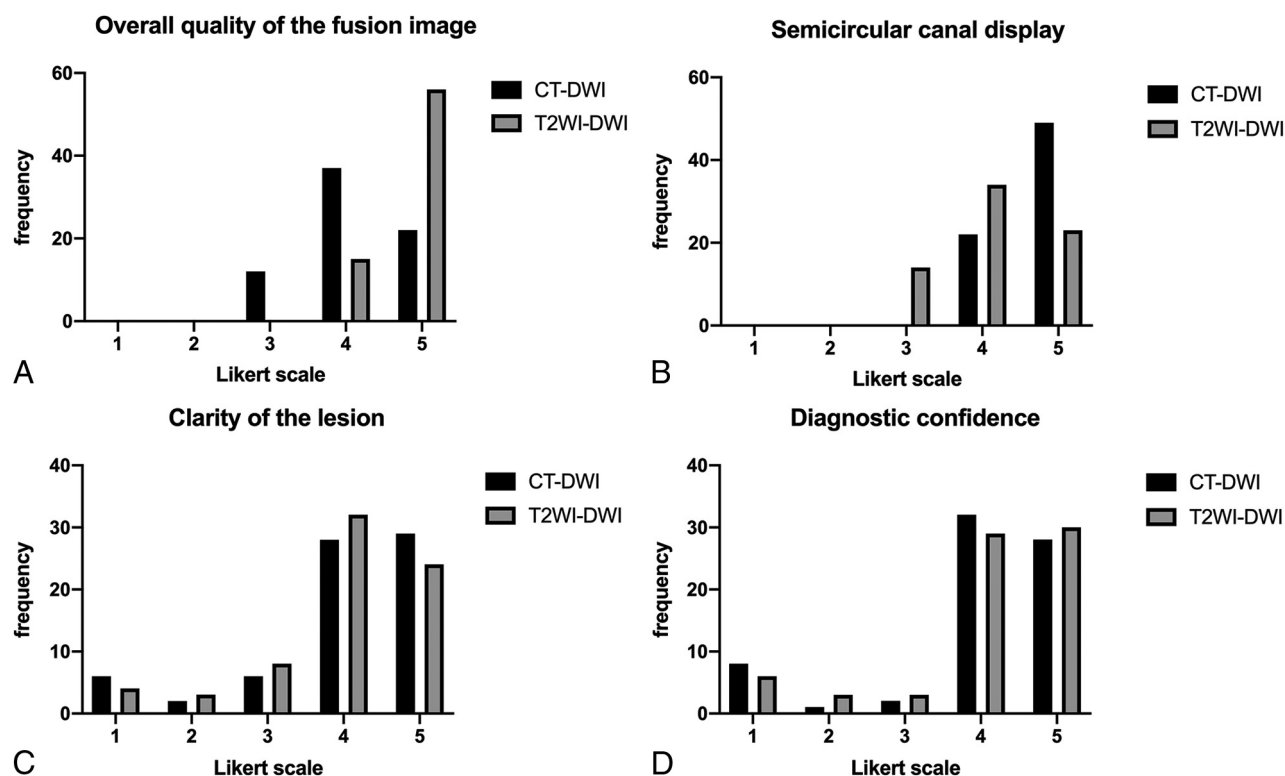 Overall quality of the fusion image
60
40
20
0
frequency
1 2 3 4 5
Likert scale
CT-DWI
T2WI-DWI
A
Semicircular canal display
60
40
20
0
frequency
1 2 3 4 5
Likert scale
CT-DWI
T2WI-DWI
B
Clarity of the lesion
40
30
20
10
0
frequency
1 2 3 4 5
Likert scale
CT-DWI
T2WI-DWI
C
Diagnostic confidence
40
30
20
10
0
frequency
1 2 3 4 5
Likert scale
CT-DWI
T2WI-DWI
D